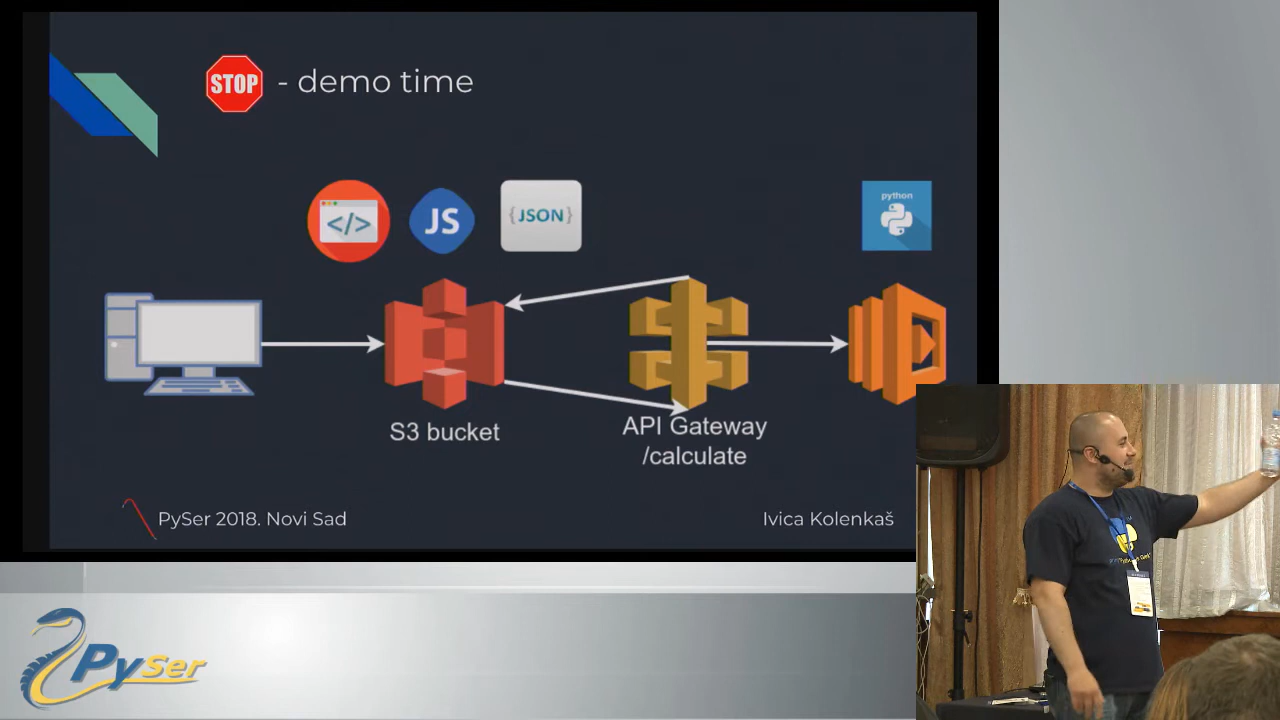 STOP - demo time
</>
JS
{JSON}
python
S3 bucket
API Gateway
/calculate
PySer 2018. Novi Sad
Ivica Kolenkaš
PySer